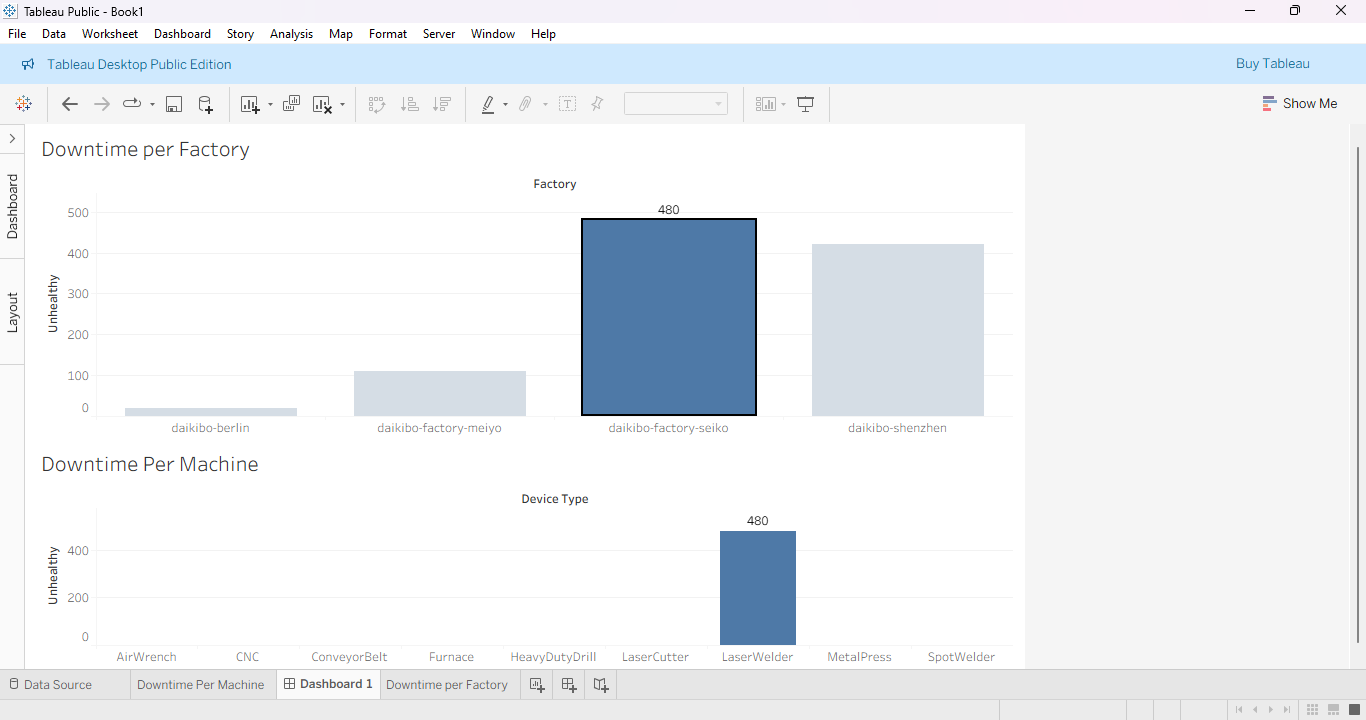 Tableau Public - Book1
File Data Worksheet Dashboard Story Analysis Map Format Server Window Help
Tableau Desktop Public Edition Buy Tableau
Show Me
Dashboard
Layout
Downtime per Factory
Factory
480
500
400
300
200
100
0
Unhealthy
daikibo-berlin daikibo-factory-meiyo daikibo-factory-seiko daikibo-shenzhen
Downtime Per Machine
Device Type
480
400
200
0
Unhealthy
AirWrench CNC ConveyorBelt Furnace HeavyDutyDrill LaserCutter LaserWelder MetalPress SpotWelder
Data Source Downtime Per Machine Dashboard 1 Downtime per Factory